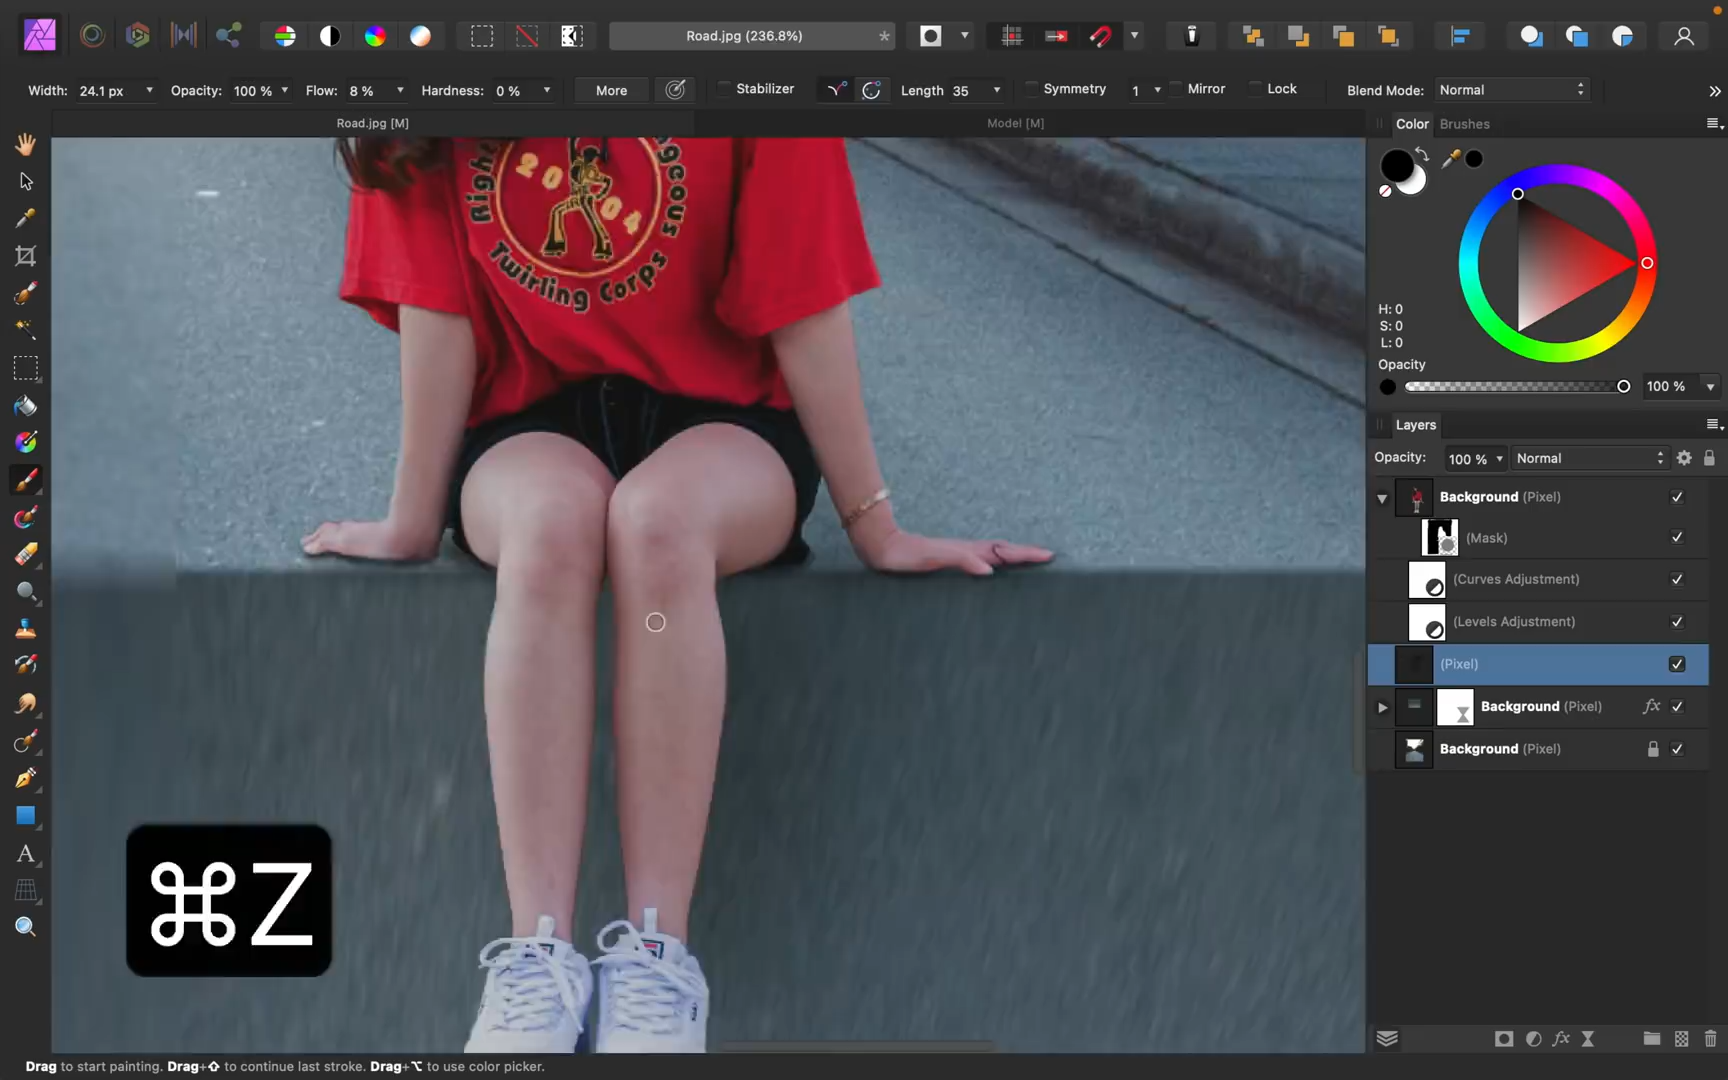 Road.jpg (236.8%)
*
Width: 24.1 px
Opacity: 100 %
Flow: 8 %
Hardness: 0 %
More
Stabilizer
Length 35
Symmetry 1
Mirror
Lock
Blend Mode: Normal
Road.jpg [M]
Model [M]
Color
Brushes
H: 0
S: 0
L: 0
Opacity
100 %
Layers
Opacity: 100 % Normal
Background (Pixel)
(Mask)
(Curves Adjustment)
(Levels Adjustment)
(Pixel)
Background (Pixel) fx
Background (Pixel)
2004
Twirling Corps
⌘Z
A
fx
Drag to start painting. Drag+⇧ to continue last stroke. Drag+⌥ to use color picker.